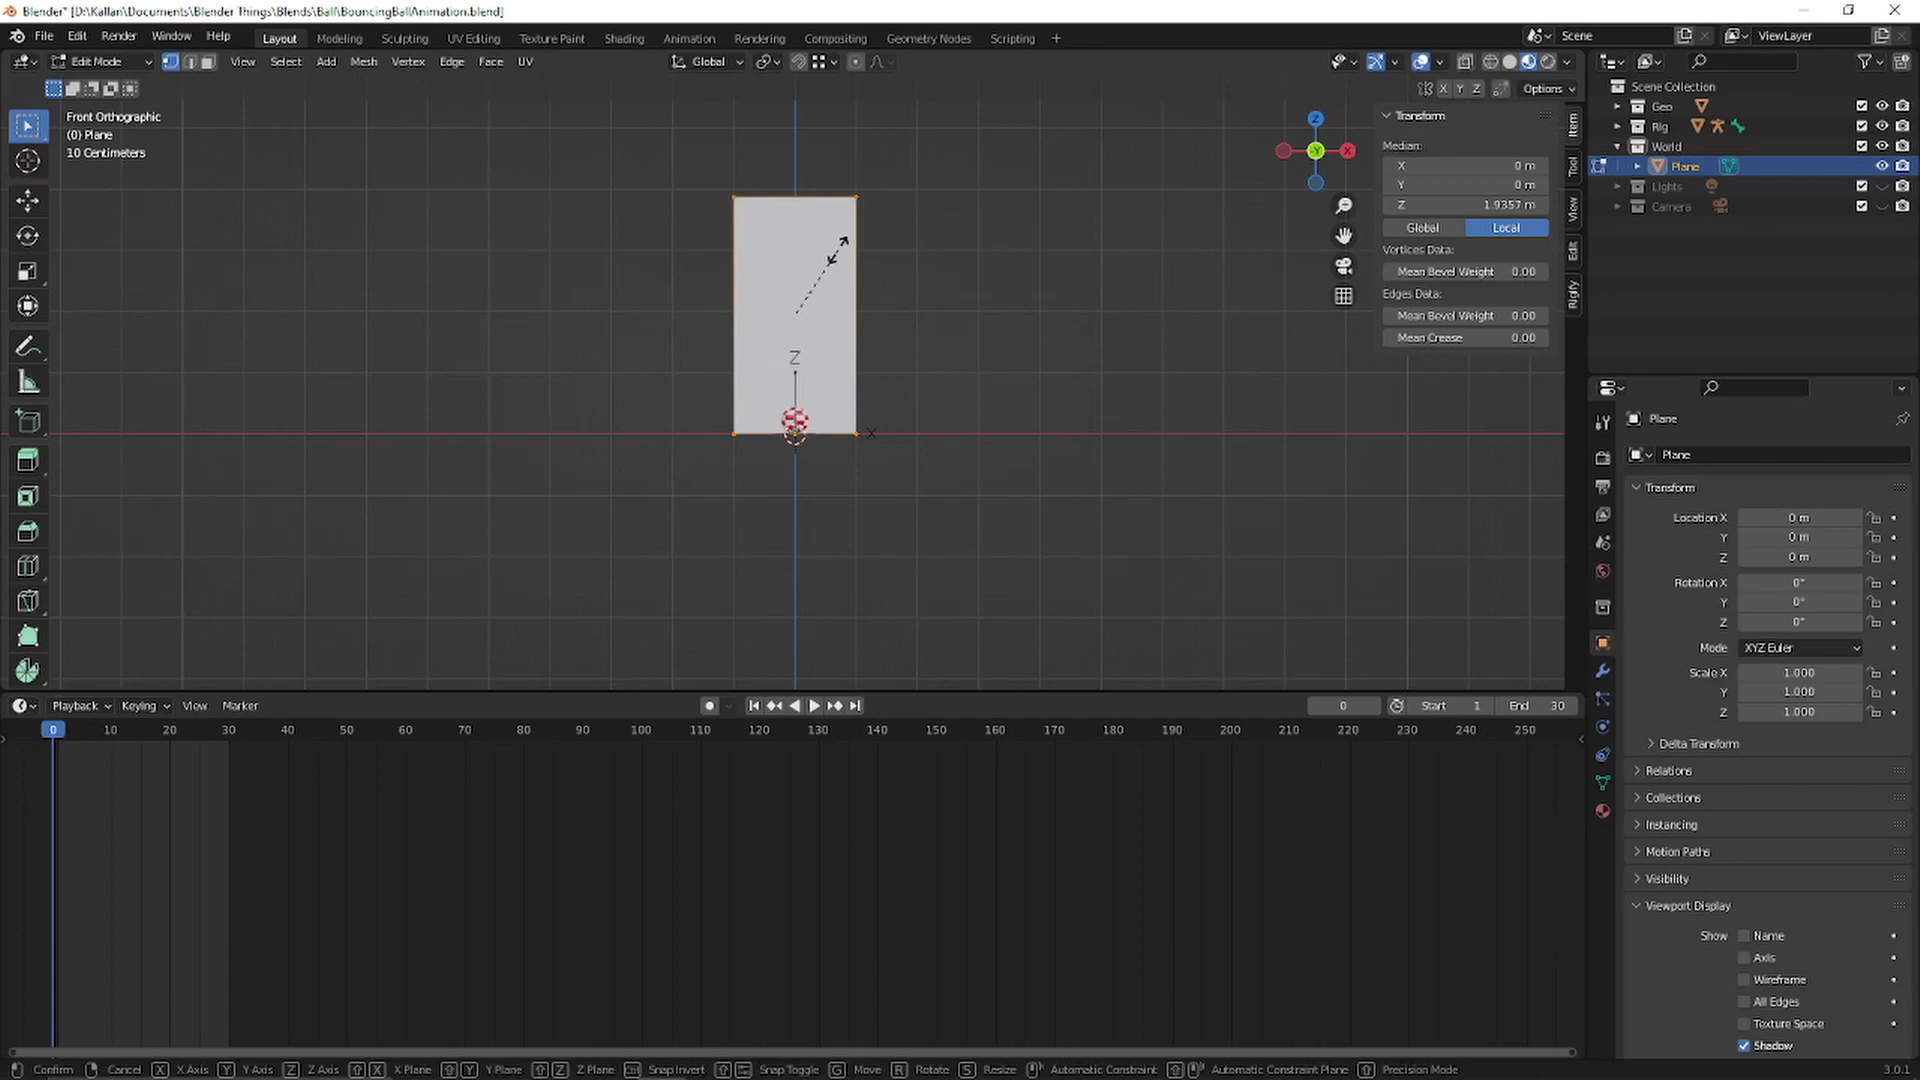 Blender* [D:\Kallan\Documents\Blender Things\Blends\Ball\BouncingBallAnimation.blend]
File Edit Render Window Help Layout Modeling Sculpting UV Editing Texture Paint Shading Animation Rendering Compositing Geometry Nodes Scripting + Scene ViewLayer
Edit Mode View Select Add Mesh Vertex Edge Face UV Global
X Y Z Options
Front Orthographic
(0) Plane
10 Centimeters
Z
-Y
X
Z
X
Transform
Median:
X 0 m
Y 0 m
Z 1.9357 m
Global Local
Vertices Data:
Mean Bevel Weight 0.00
Edges Data:
Mean Bevel Weight 0.00
Mean Crease 0.00
Item
Tool
View
Edit
Rigify
Scene Collection
Geo
Rig
World
Plane
Lights
Camera
Plane
Plane
Transform
Location X 0 m
Y 0 m
Z 0 m
Rotation X 0°
Y 0°
Z 0°
Mode XYZ Euler
Scale X 1.000
Y 1.000
Z 1.000
Delta Transform
Relations
Collections
Instancing
Motion Paths
Visibility
Viewport Display
Show Name
Axis
Wireframe
All Edges
Texture Space
Shadow
Playback Keying View Marker 0 Start 1 End 30
0 10 20 30 40 50 60 70 80 90 100 110 120 130 140 150 160 170 180 190 200 210 220 230 240 250
Confirm Cancel X X Axis Y Y Axis Z Z Axis X X Plane Y Y Plane Z Z Plane Ctrl Snap Invert Snap Toggle G Move R Rotate S Resize Automatic Constraint Automatic Constraint Plane Precision Mode 3.0.1